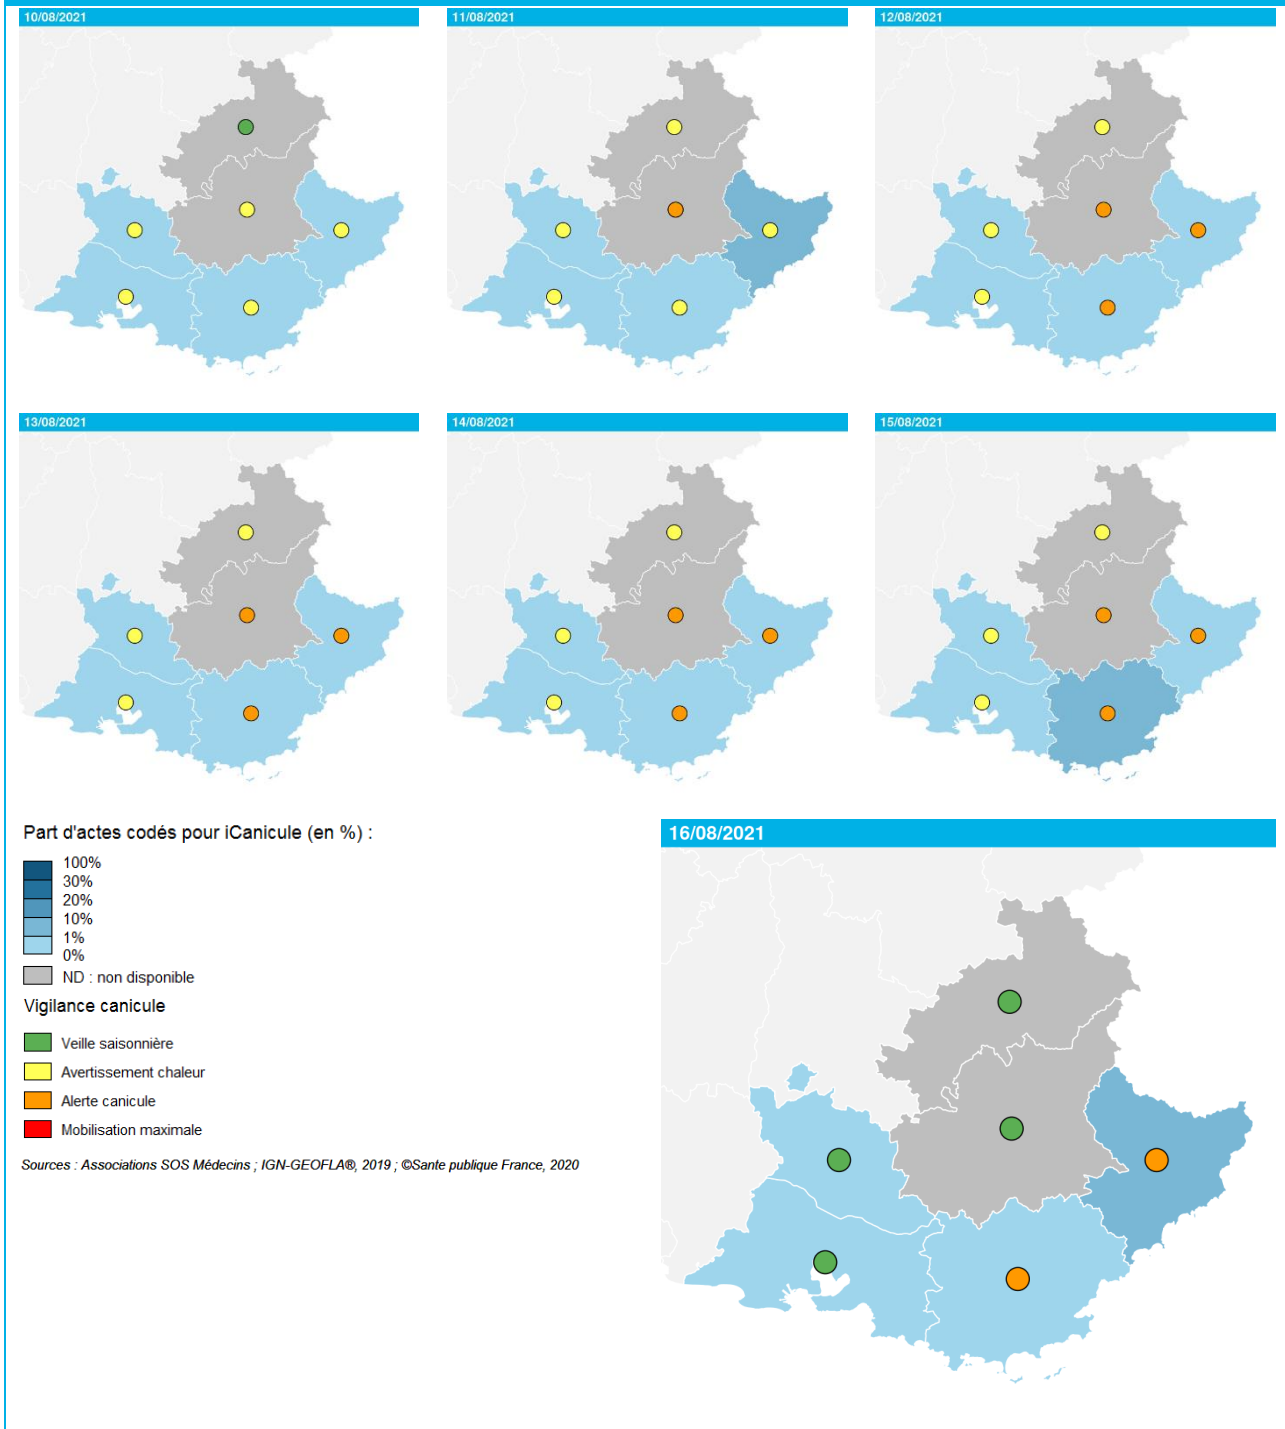 10/08/2021
11/08/2021
12/08/2021
13/08/2021
14/08/2021
15/08/2021
Part d'actes codés pour iCanicule (en %) :
100%
30%
20%
10%
1%
0%
ND : non disponible
Vigilance canicule
Veille saisonnière
Avertissement chaleur
Alerte canicule
Mobilisation maximale
Sources : Associations SOS Médecins ; IGN-GEOFLA®, 2019 ; ©Sante publique France, 2020
16/08/2021